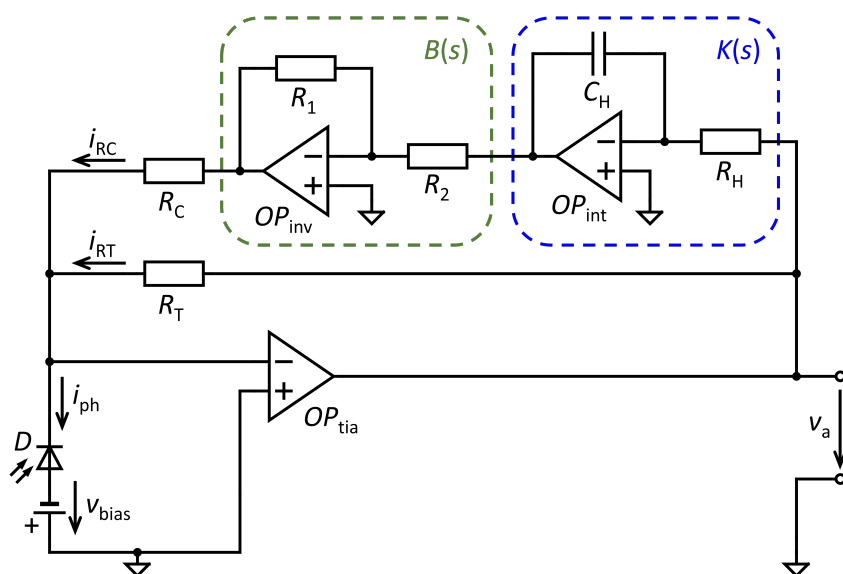 B(s)
K(s)
R1
CH
iRC
R2
RH
RC
OPinv
OPint
iRT
RT
iph
OPtia
va
D
vbias
+